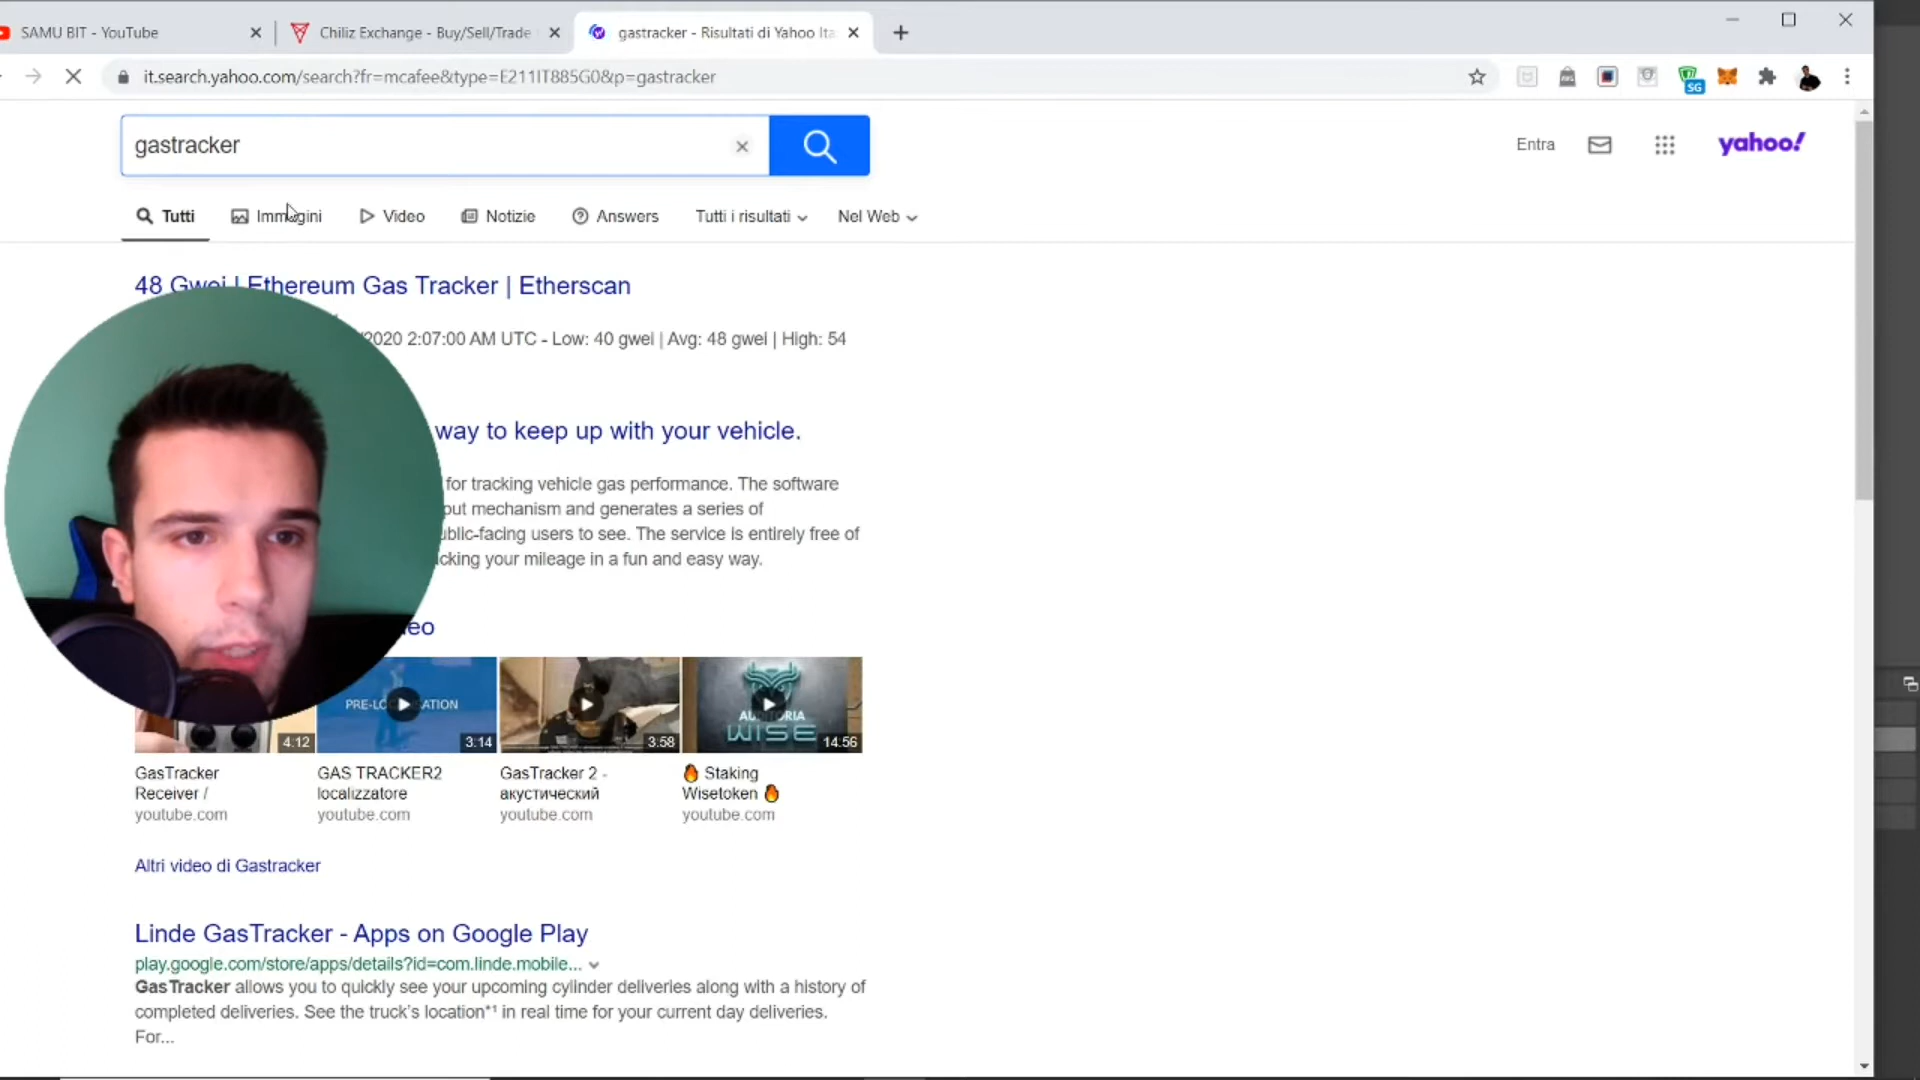 SAMU BIT - YouTube
Chiliz Exchange - Buy/Sell/Trade
gastracker - Risultati di Yahoo Ita
it.search.yahoo.com/search?fr=mcafee&type=E211IT885G0&p=gastracker
SG
gastracker
Entra
yahoo!
Tutti
Immagini
Video
Notizie
Answers
Tutti i risultati
Nel Web
48 Gwei | Ethereum Gas Tracker | Etherscan
/2020 2:07:00 AM UTC - Low: 40 gwei | Avg: 48 gwei | High: 54
way to keep up with your vehicle.
for tracking vehicle gas performance. The software
put mechanism and generates a series of
ublic-facing users to see. The service is entirely free of
cking your mileage in a fun and easy way.
eo
PRE-LOCATION
AUDITORIA
WISE
4:12
3:14
3:58
14.56
GasTracker
Receiver /
youtube.com
GAS TRACKER2
localizzatore
youtube.com
GasTracker 2 -
акустический
youtube.com
🔥 Staking
Wisetoken 🔥
youtube.com
Altri video di Gastracker
Linde GasTracker - Apps on Google Play
play.google.com/store/apps/details?id=com.linde.mobile...
GasTracker allows you to quickly see your upcoming cylinder deliveries along with a history of
completed deliveries. See the truck's location*¹ in real time for your current day deliveries.
For...